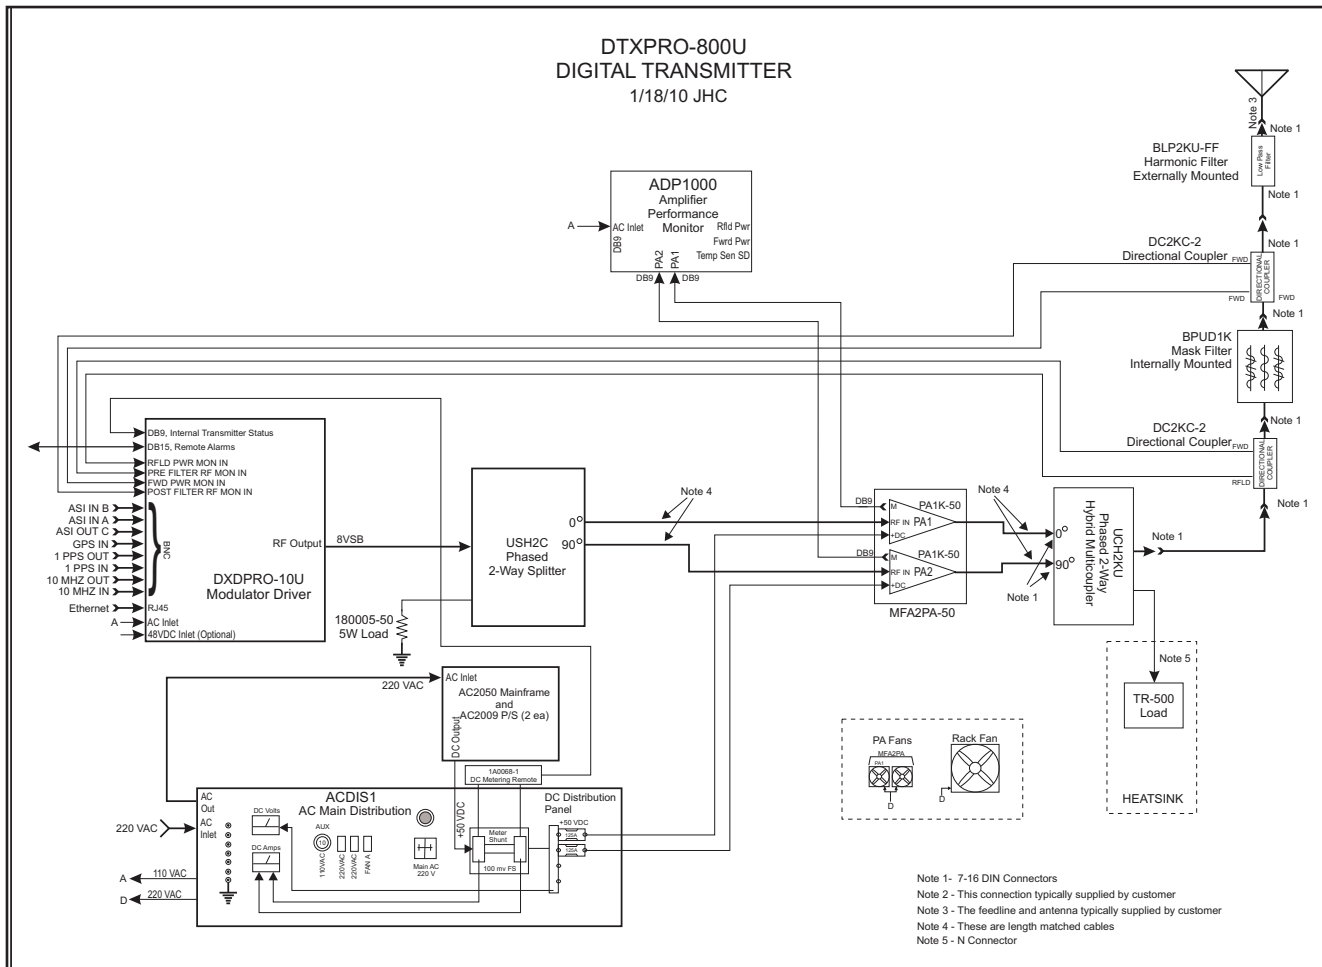 DTXPRO-800U
DIGITAL TRANSMITTER
1/18/10 JHC
Note 3
Note 1
BLP2KU-FF
Harmonic Filter
Externally Mounted
Low Pass
Filter
Note 1
ADP1000
Amplifier
Performance
Monitor
A
AC Inlet
DB9
PA2
PA1
Rfld Pwr
Fwrd Pwr
Temp Sen SD
DB9
DB9
Note 1
DC2KC-2
Directional Coupler
FWD
DIRECTIONAL
COUPLER
FWD
FWD
Note 1
BPUD1K
Mask Filter
Internally Mounted
Note 1
DC2KC-2
Directional Coupler
FWD
DIRECTIONAL
COUPLER
RFLD
Note 1
DB9, Internal Transmitter Status
DB15, Remote Alarms
RFLD PWR MON IN
PRE FILTER RF MON IN
FWD PWR MON IN
POST FILTER RF MON IN
ASI IN B
ASI IN A
ASI OUT C
GPS IN
1 PPS OUT
1 PPS IN
10 MHZ OUT
10 MHZ IN
BNC
Ethernet
RJ45
A
AC Inlet
48VDC Inlet (Optional)
RF Output
8VSB
DXDPRO-10U
Modulator Driver
USH2C
Phased
2-Way Splitter
0°
90°
180005-50
5W Load
Note 4
DB9
M
PA1K-50
RF IN
PA1
+DC
DB9
M
PA1K-50
RF IN
PA2
+DC
MFA2PA-50
Note 4
Note 1
0°
90°
UCH2KU
Phased 2-Way
Hybrid Multicoupler
Note 1
Note 5
TR-500
Load
HEATSINK
220 VAC
AC Inlet
AC2050 Mainframe
and
AC2009 P/S (2 ea)
DC Output
1A0068-1
DC Metering Remote
PA Fans
MFA2PA
PA1
D
Rack Fan
D
ACDIS1
AC Main Distribution
AC
Out
AC
Inlet
220 VAC
A
110 VAC
D
220 VAC
DC Volts
DC Amps
AUX
10
110VAC
220VAC
220VAC
FAN A
Main AC
220 V
+50 VDC
Meter
Shunt
100 mv FS
DC Distribution
Panel
+50 VDC
125A
125A
Note 1- 7-16 DIN Connectors
Note 2 - This connection typically supplied by customer
Note 3 - The feedline and antenna typically supplied by customer
Note 4 - These are length matched cables
Note 5 - N Connector